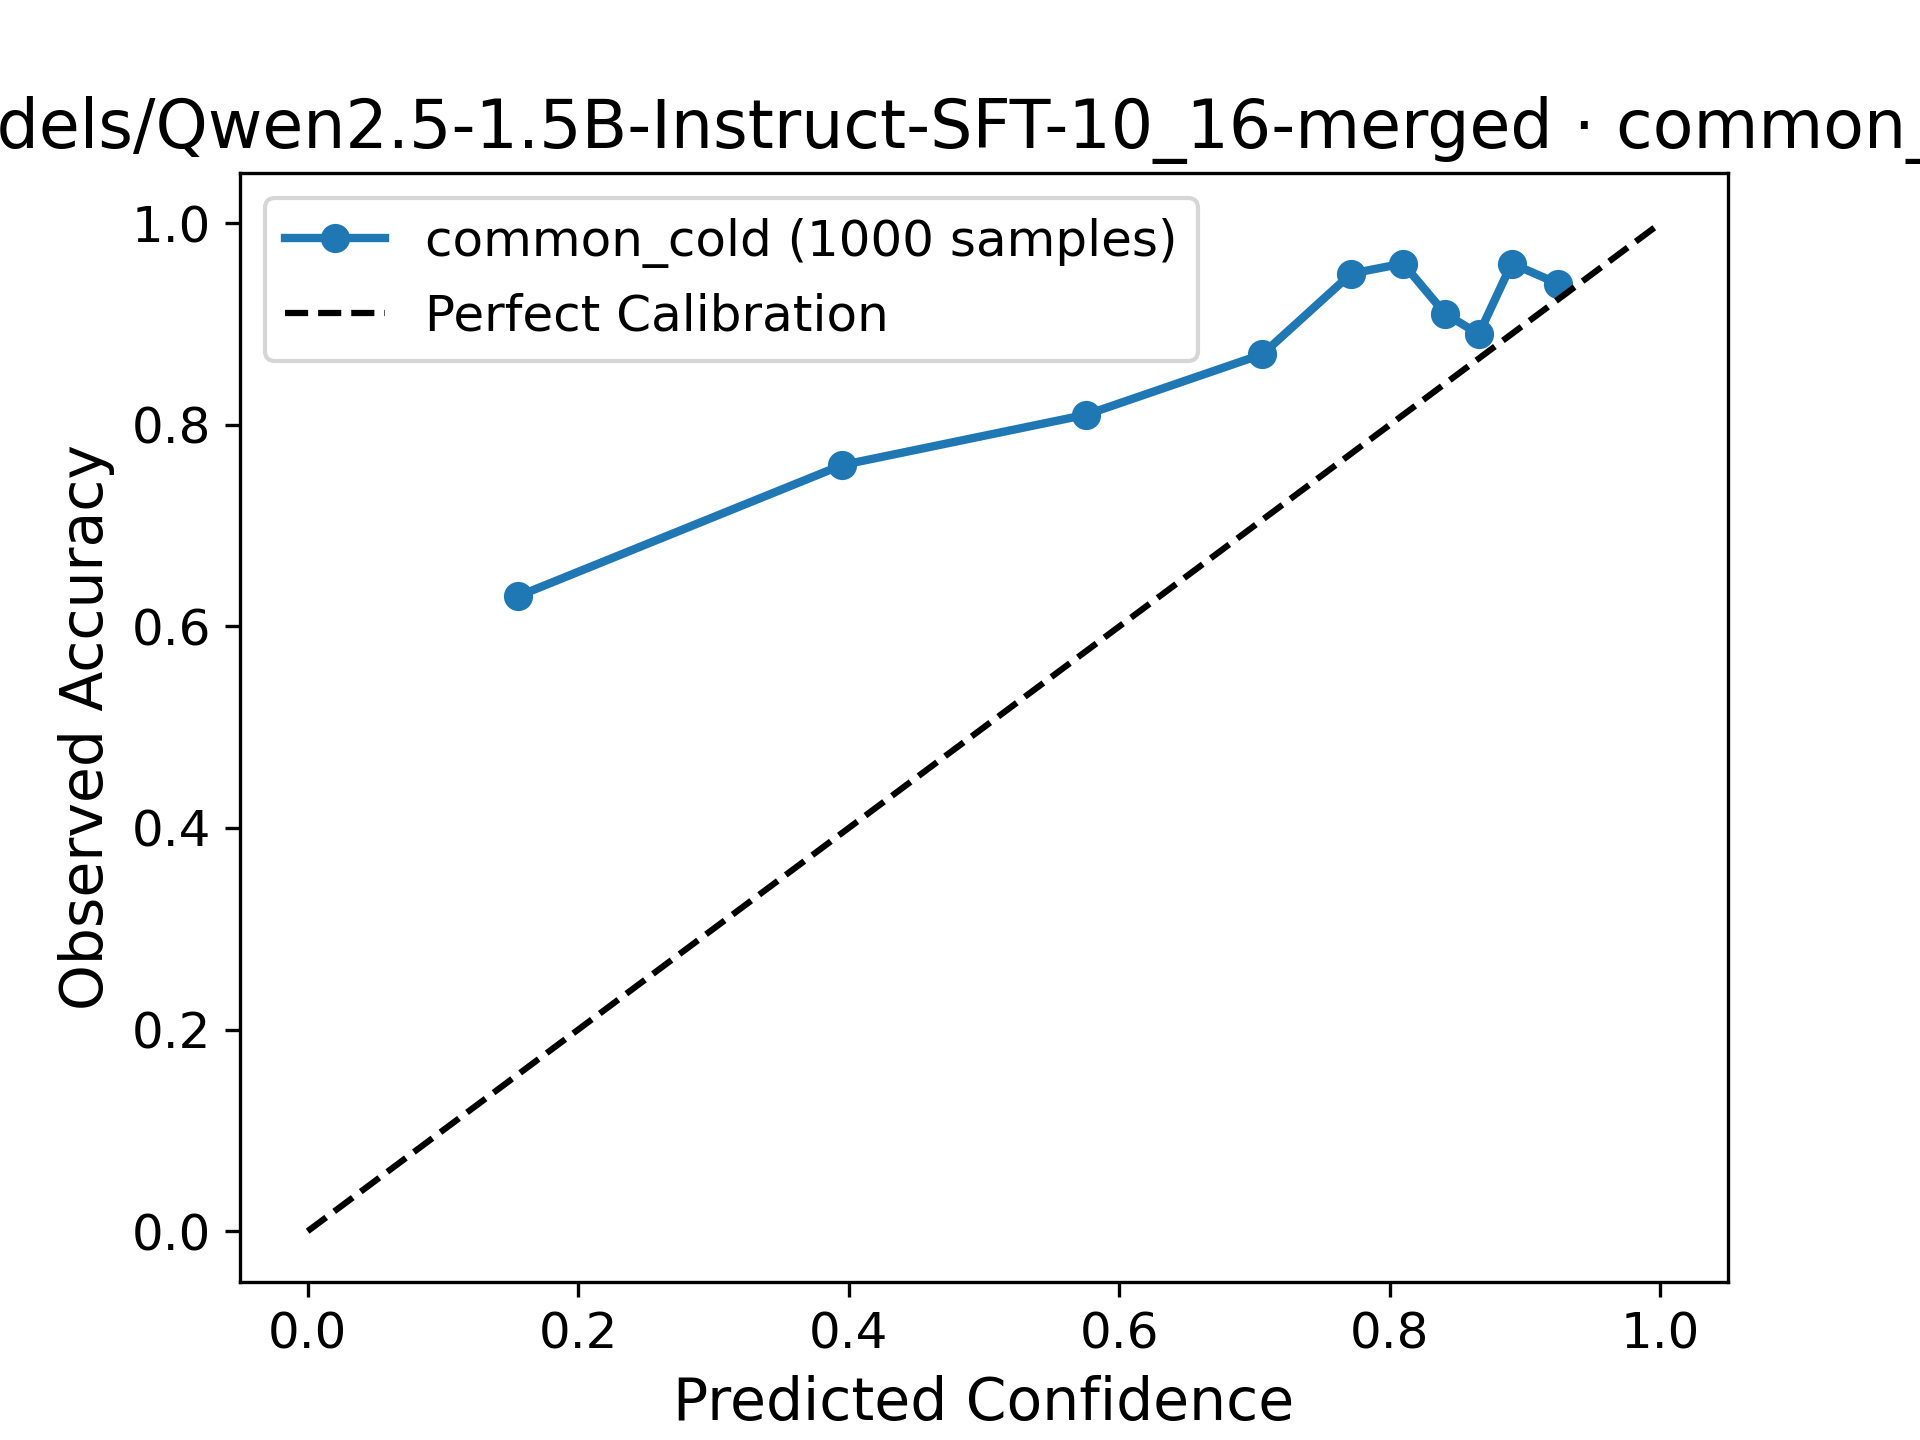 dels/Qwen2.5-1.5B-Instruct-SFT-10_16-merged · common_
common_cold (1000 samples)
Perfect Calibration
Observed Accuracy
1.0
0.8
0.6
0.4
0.2
0.0
0.0 0.2 0.4 0.6 0.8 1.0
Predicted Confidence